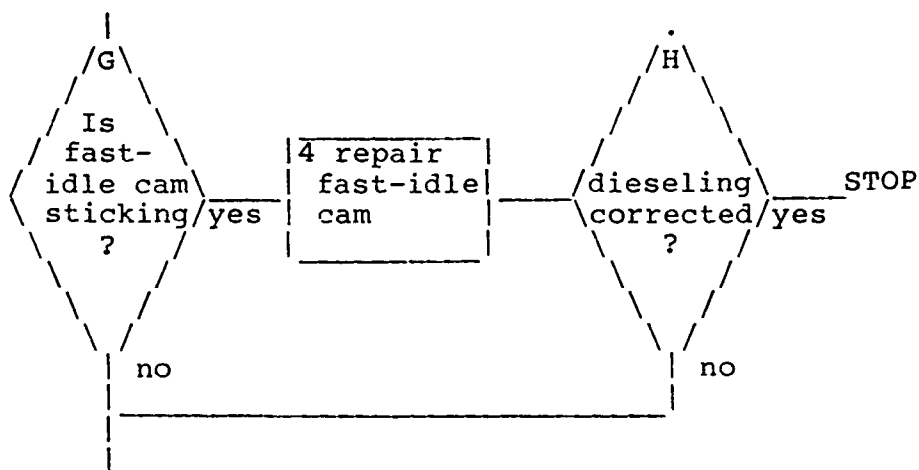 G
Is
fast-
idle cam
sticking
?
yes
no
4 repair
fast-idle
cam
H
dieseling
corrected
?
yes
no
STOP